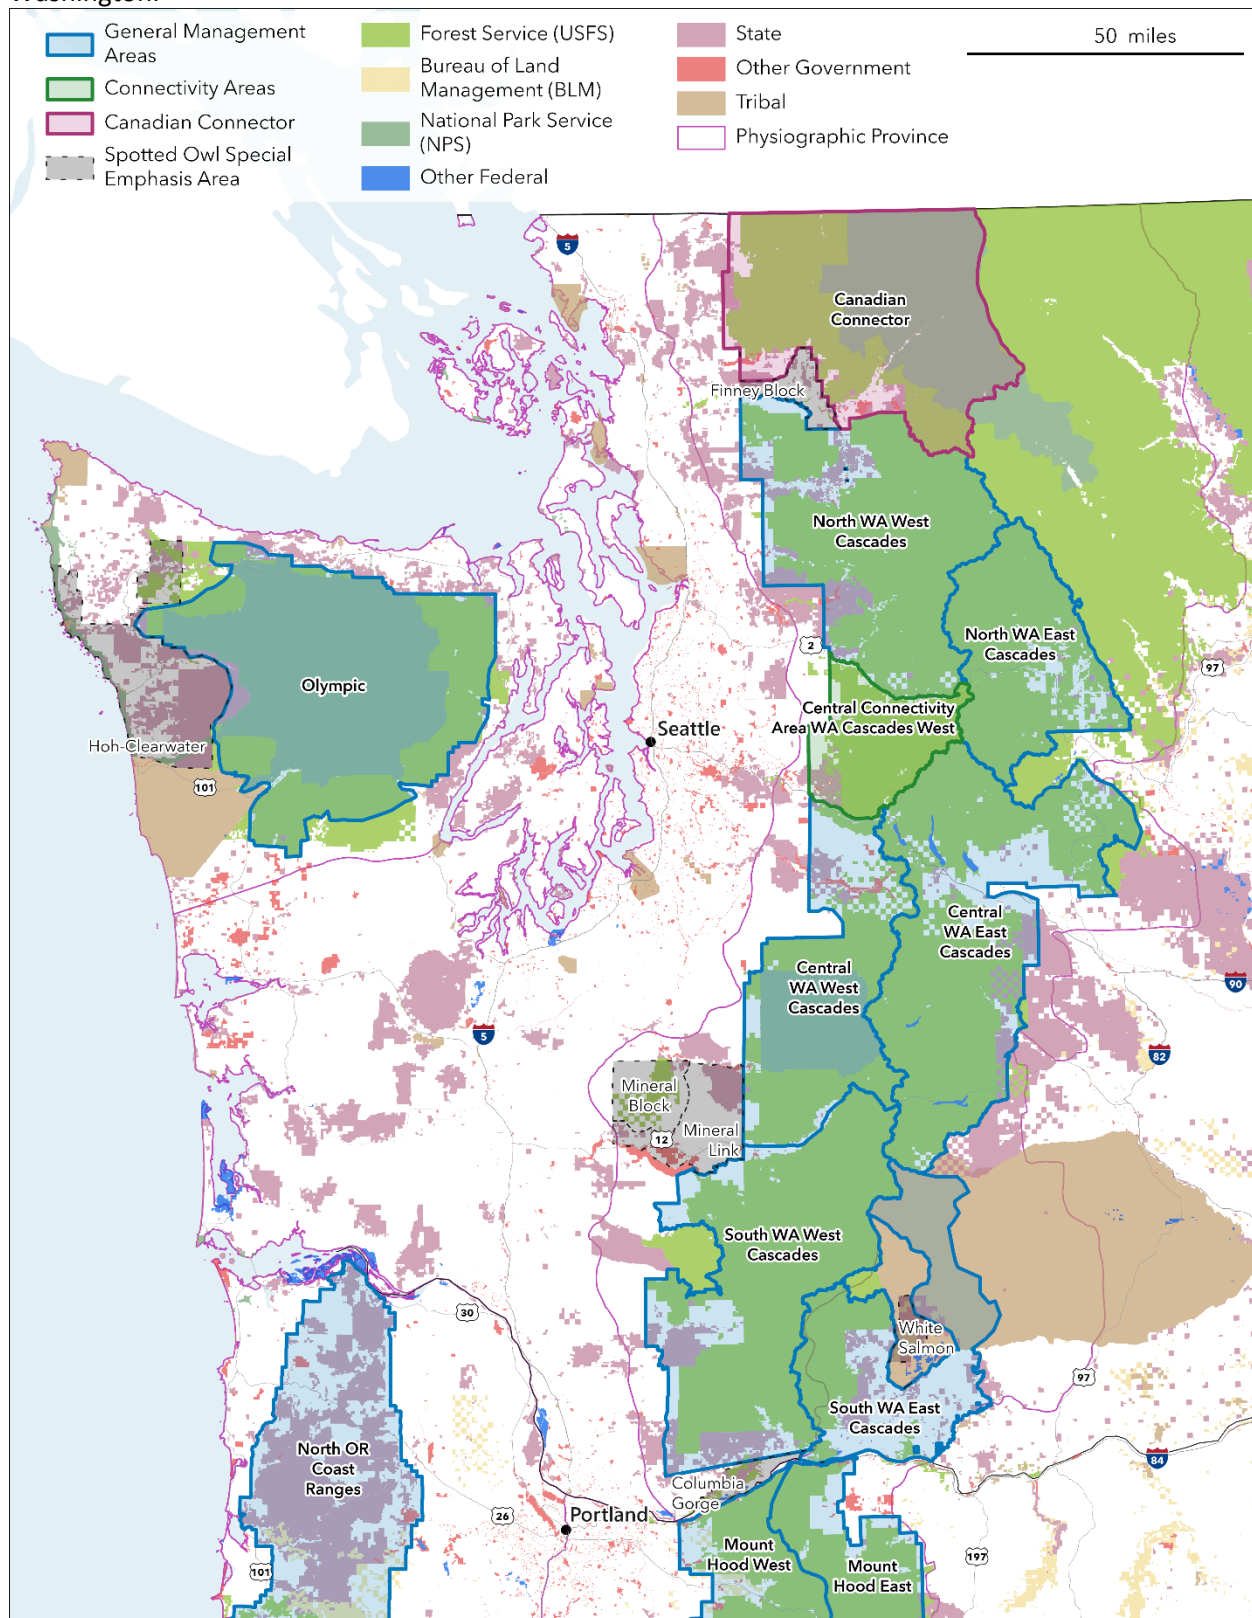 Washington.
General Management
Areas
Connectivity Areas
Canadian Connector
Spotted Owl Special
Emphasis Area
Forest Service (USFS)
Bureau of Land
Management (BLM)
National Park Service
(NPS)
Other Federal
State
Other Government
Tribal
Physiographic Province
50 miles
5
Canadian
Connector
Finney Block
North WA West
Cascades
North WA East
Cascades
2
97
Olympic
Central Connectivity
Area WA Cascades West
Seattle
Hoh-Clearwater
101
Central
WA East
Cascades
Central
WA West
Cascades
90
5
82
Mineral
Block
12
Mineral
Link
South WA West
Cascades
30
White
Salmon
97
South WA East
Cascades
North OR
Coast
Ranges
84
Columbia
Gorge
26
Portland
Mount
Hood West
Mount
Hood East
197
101